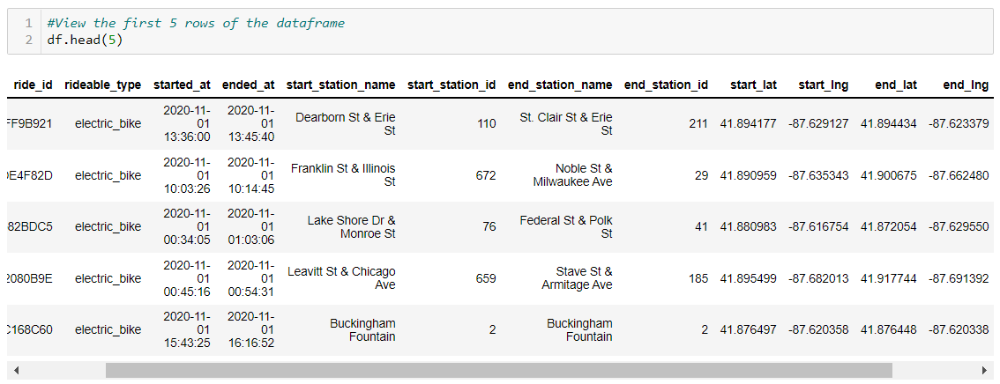 1 #View the first 5 rows of the dataframe
2 df.head(5)
ride_id rideable_type started_at ended_at start_station_name start_station_id end_station_name end_station_id start_lat start_lng end_lat end_lng
FF9B921 electric_bike 2020-11-01 13:36:00 2020-11-01 13:45:40 Dearborn St & Erie St 110 St. Clair St & Erie St 211 41.894177 -87.629127 41.894434 -87.623379
E4F82D electric_bike 2020-11-01 10:03:26 2020-11-01 10:14:45 Franklin St & Illinois St 672 Noble St & Milwaukee Ave 29 41.890959 -87.635343 41.900675 -87.662480
82BDC5 electric_bike 2020-11-01 00:34:05 2020-11-01 01:03:06 Lake Shore Dr & Monroe St 76 Federal St & Polk St 41 41.880983 -87.616754 41.872054 -87.629550
2080B9E electric_bike 2020-11-01 00:45:16 2020-11-01 00:54:31 Leavitt St & Chicago Ave 659 Stave St & Armitage Ave 185 41.895499 -87.682013 41.917744 -87.691392
C168C60 electric_bike 2020-11-01 15:43:25 2020-11-01 16:16:52 Buckingham Fountain 2 Buckingham Fountain 2 41.876497 -87.620358 41.876448 -87.620338